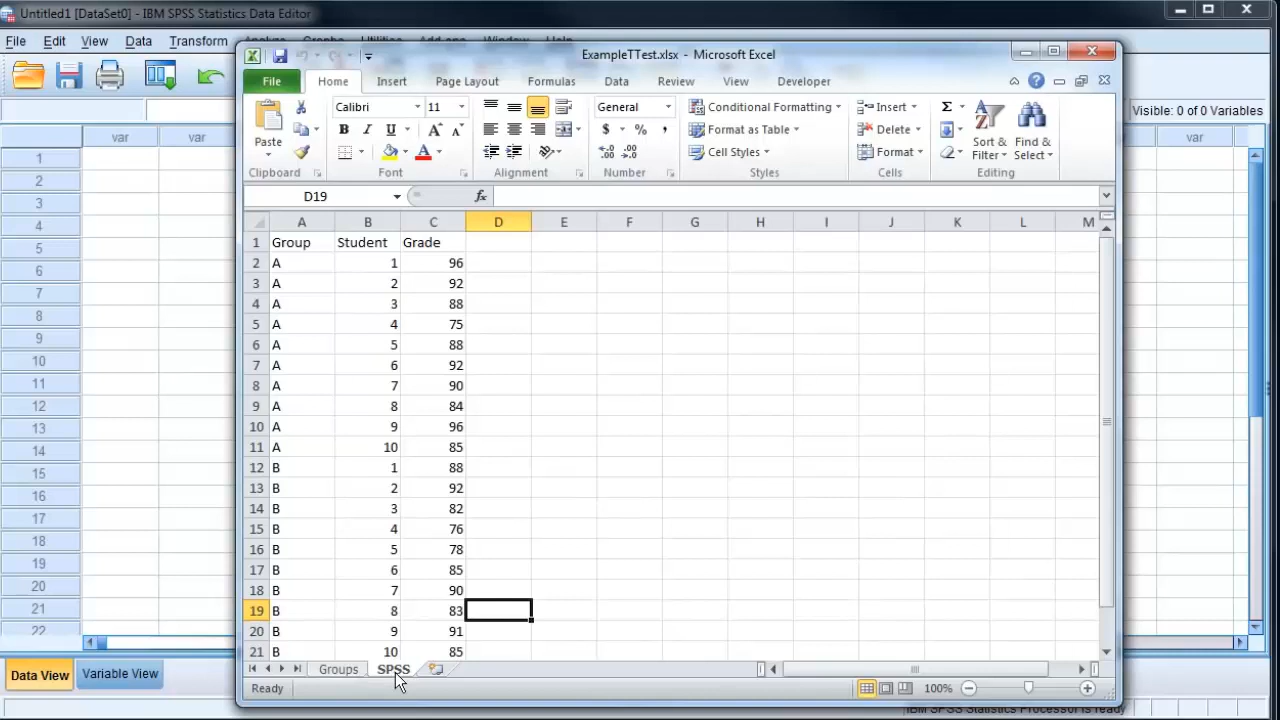 Untitled1 [DataSet0] - IBM SPSS Statistics Data Editor
File Edit View Data Transform
Visible: 0 of 0 Variables
var var var
1
2
3
4
5
6
7
8
9
10
11
12
13
14
15
16
17
18
19
20
21
22
Data View Variable View
IBM SPSS Statistics Processor is ready
ExampleTTest.xlsx - Microsoft Excel
File Home Insert Page Layout Formulas Data Review View Developer
Paste
Clipboard
Calibri 11
B I U
Font
Alignment
General
$ %
Number
Conditional Formatting
Format as Table
Cell Styles
Styles
Insert
Delete
Format
Cells
Sort & Filter
Find & Select
Editing
D19 fx
A B C D E F G H I J K L M
1 Group Student Grade
2 A 1 96
3 A 2 92
4 A 3 88
5 A 4 75
6 A 5 88
7 A 6 92
8 A 7 90
9 A 8 84
10 A 9 96
11 A 10 85
12 B 1 88
13 B 2 92
14 B 3 82
15 B 4 76
16 B 5 78
17 B 6 85
18 B 7 90
19 B 8 83
20 B 9 91
21 B 10 85
Groups SPSS
Ready 100%